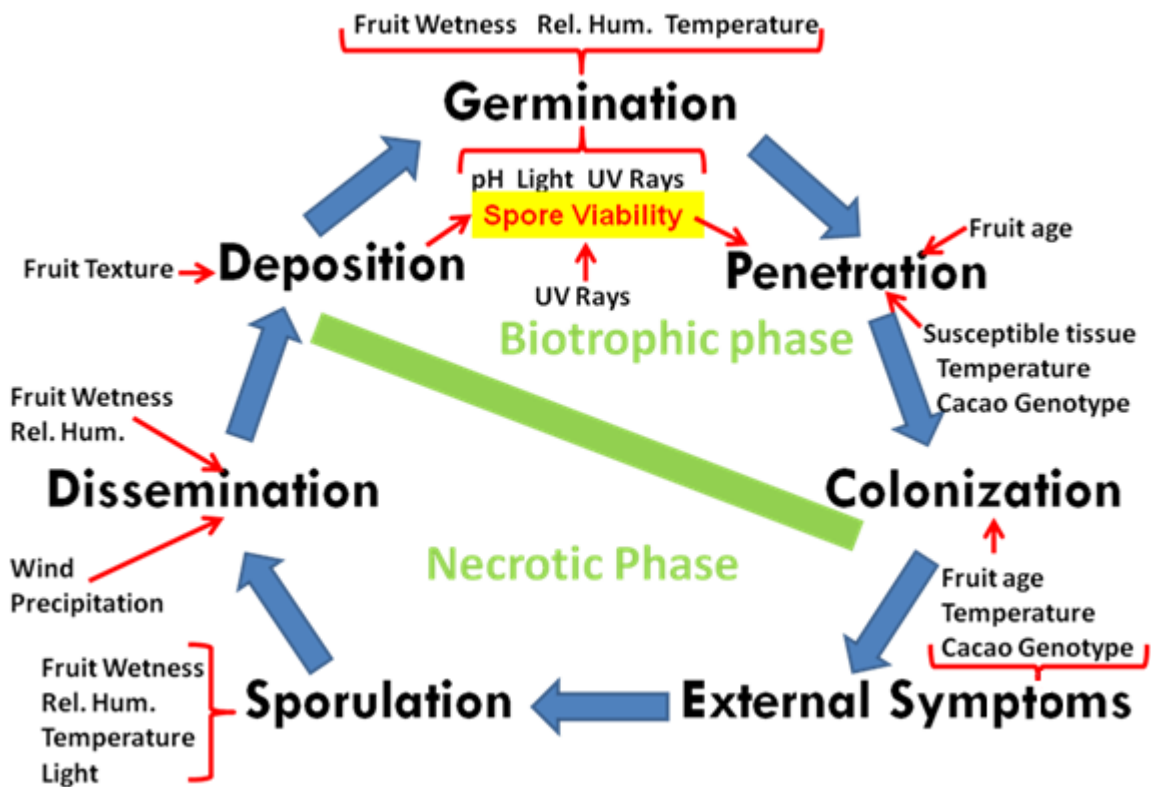 Fruit Wetness Rel. Hum. Temperature
Germination
pH Light UV Rays
Spore Viability
UV Rays
Deposition
Fruit Texture
Penetration
Fruit age
Susceptible tissue
Temperature
Cacao Genotype
Biotrophic phase
Fruit Wetness
Rel. Hum.
Dissemination
Wind
Precipitation
Colonization
Fruit age
Temperature
Cacao Genotype
Necrotic Phase
Fruit Wetness
Rel. Hum.
Temperature
Light
Sporulation
External Symptoms